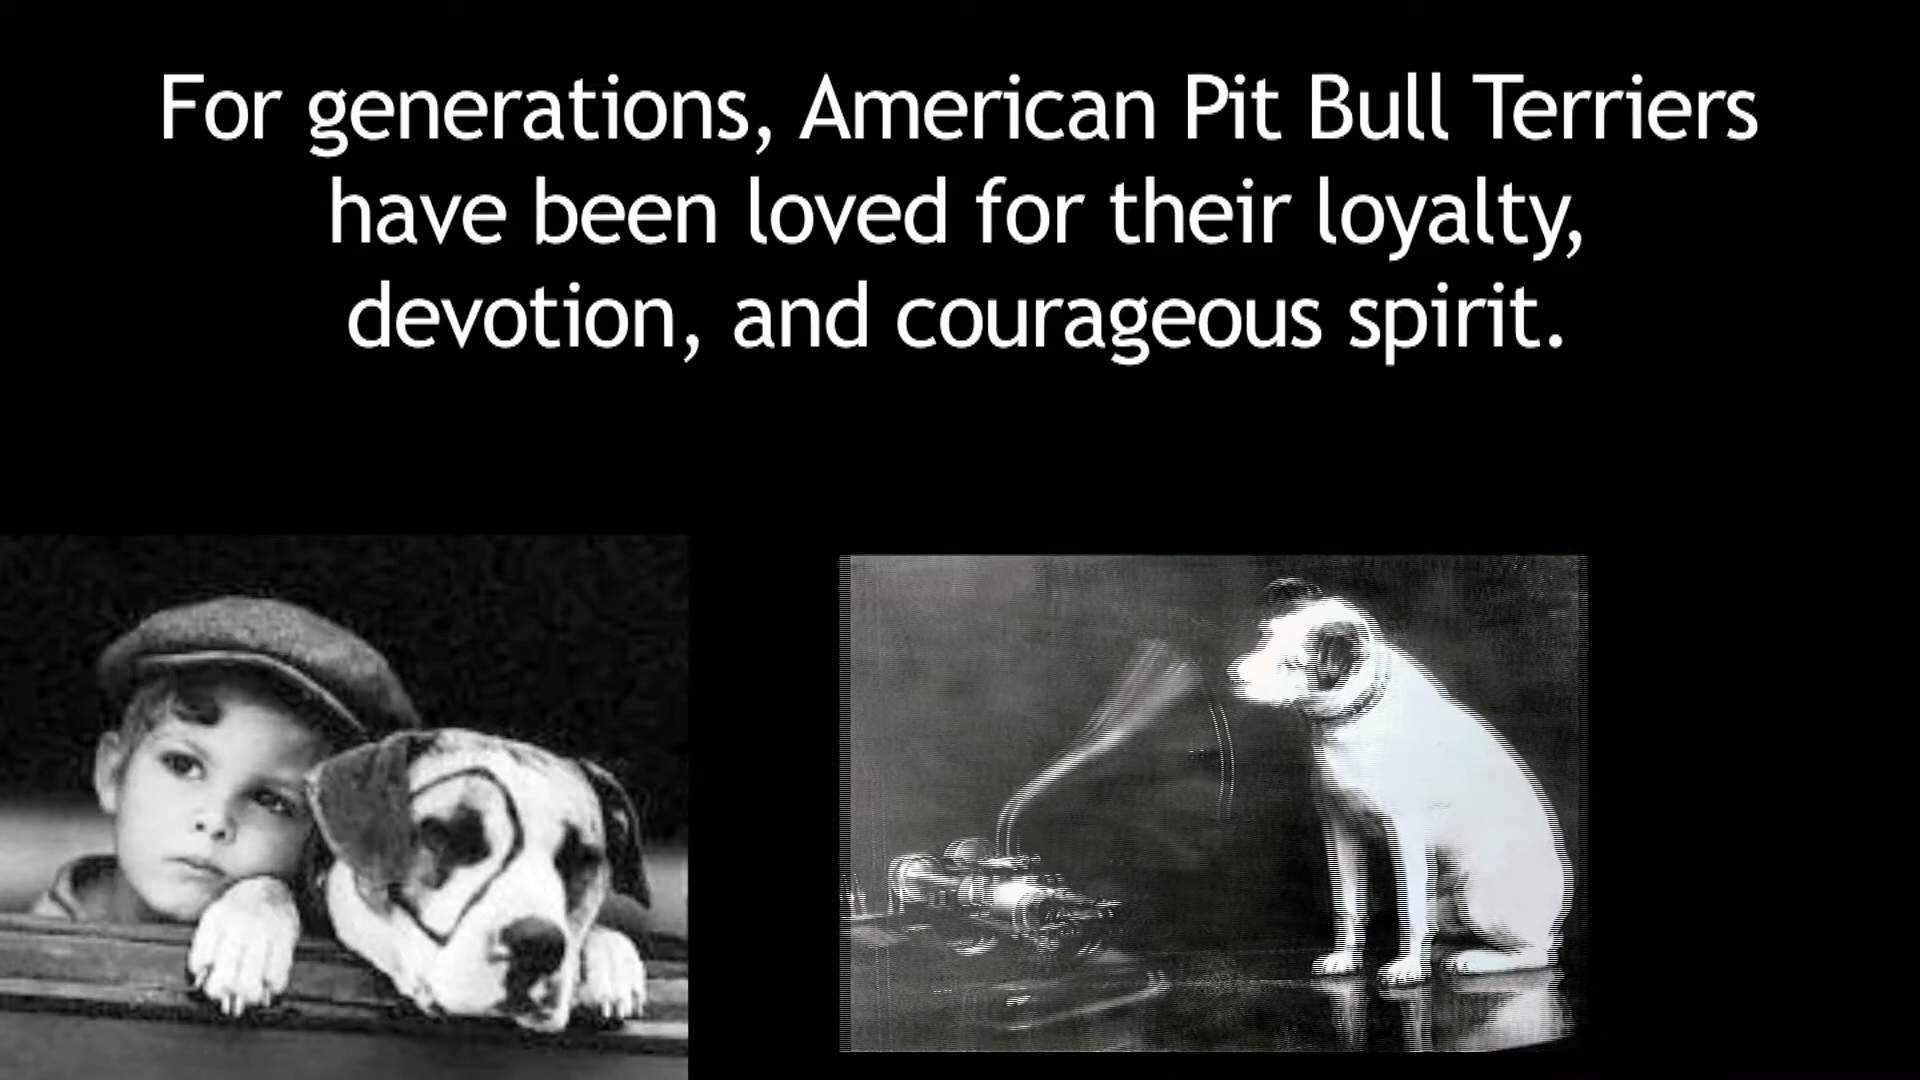 For generations, American Pit Bull Terriers
have been loved for their loyalty,
devotion, and courageous spirit.